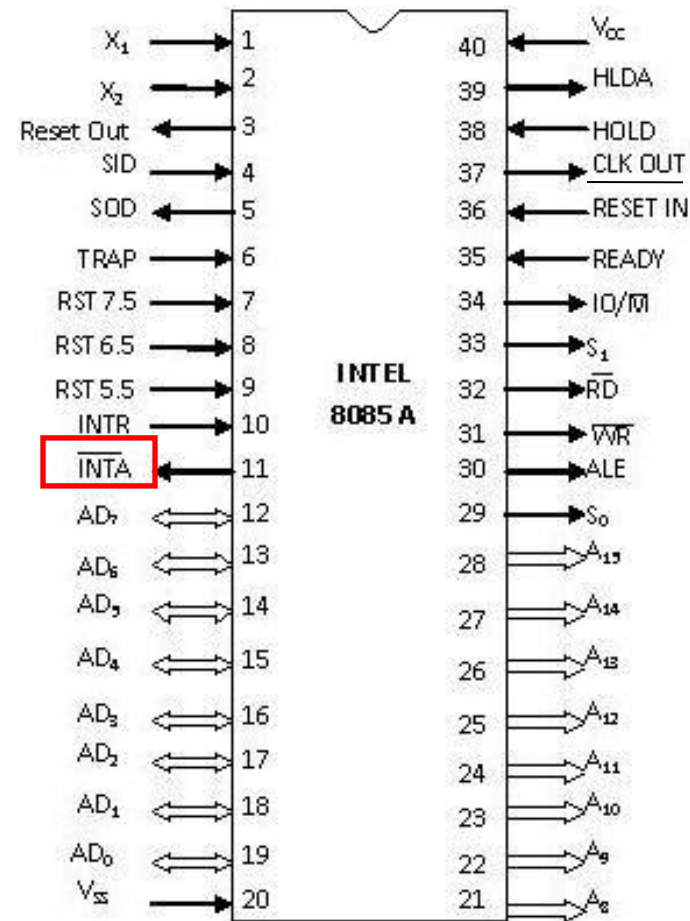 X₁ 1 40 Vcc
X₂ 2 39 HLDA
Reset Out 3 38 HOLD
SID 4 37 CLK OUT
SOD 5 36 RESET IN
TRAP 6 35 READY
RST 7.5 7 34 IO/M̅
RST 6.5 8 33 S₁
RST 5.5 9 32 R̅D̅
INTEL
8085 A
INTR 10 31 W̅R̅
I̅N̅T̅A̅ 11 30 ALE
AD₇ 12 29 S₀
AD₆ 13 28 A₁₅
AD₅ 14 27 A₁₄
AD₄ 15 26 A₁₃
AD₃ 16 25 A₁₂
AD₂ 17 24 A₁₁
AD₁ 18 23 A₁₀
AD₀ 19 22 A₉
Vss 20 21 A₈